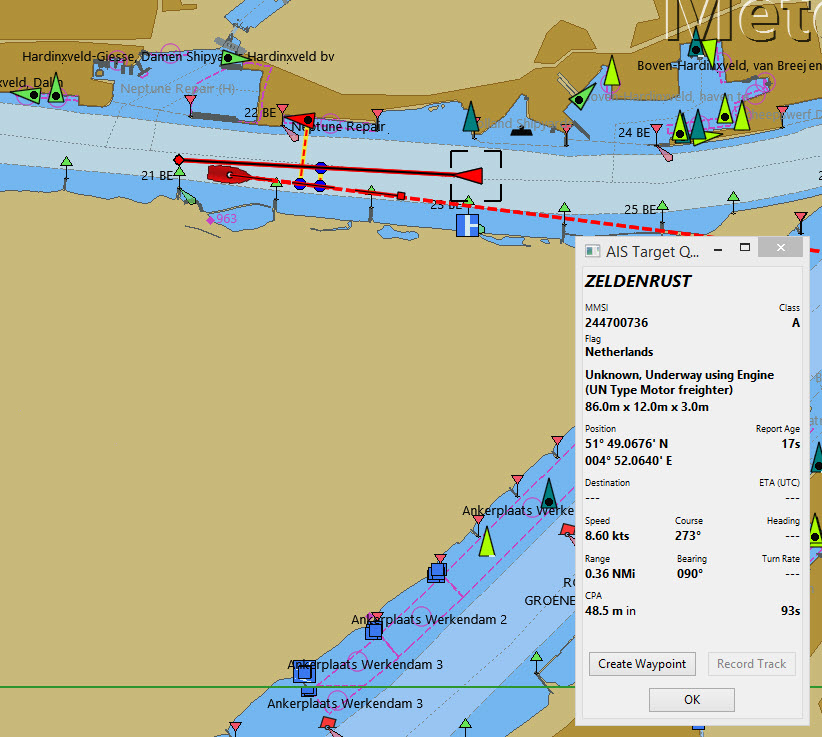 Met
Hardinxveld-Giesse, Damen Shipya
Hardinxveld bv
Boven-Hardinxveld, van Breejen
xveld, Dam
Neptune Repair (H)
22 BE
Neptune Repair
24 BE
21 BE
963
23 BE
25 BE
H
AIS Target Q...
ZELDENRUST
MMSI
Class
244700736
A
Flag
Netherlands
Unknown, Underway using Engine
(UN Type Motor freighter)
86.0m x 12.0m x 3.0m
Position
Report Age
51° 49.0676' N
17s
004° 52.0640' E
Destination
ETA (UTC)
---
---
Speed
Course
Heading
8.60 kts
273°
---
Range
Bearing
Turn Rate
0.36 NMi
090°
---
CPA
48.5 m in
93s
Create Waypoint
Record Track
OK
Ankerplaats Werke
GROENE
Ankerplaats Werkendam 2
Ankerplaats Werkendam 3
Ankerplaats Werkendam 3